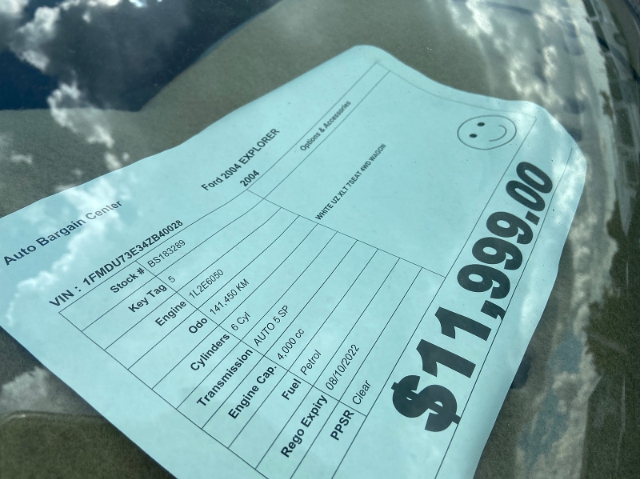 Auto Bargain Center
Ford 2004 EXPLORER
VIN : 1FMDU73E34ZB40028
2004
Stock # BS183289
Options & Accessories
Key Tag 5
WHITE UZ XLT 7SEAT 4WD WAGON
Engine 1L2E6050
Odo 141,450 KM
Cylinders 6 Cyl
Transmission AUTO 5 SP
Engine Cap. 4,000 cc
Fuel Petrol
Rego Expiry 08/10/2022
PPSR Clear
$11,999.00